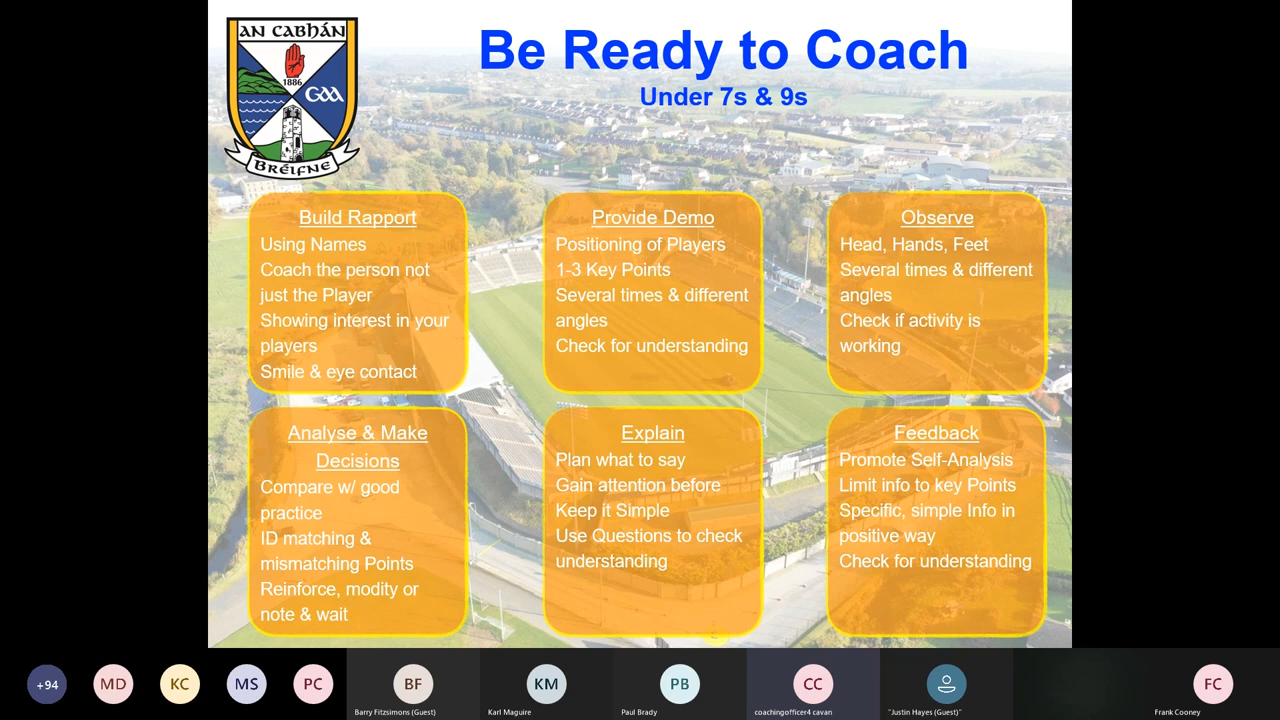 AN CABHÁN
1886
GAA
BRÉIFNE
Be Ready to Coach
Under 7s & 9s
Build Rapport
Using Names
Coach the person not
just the Player
Showing interest in your
players
Smile & eye contact
Provide Demo
Positioning of Players
1-3 Key Points
Several times & different
angles
Check for understanding
Observe
Head, Hands, Feet
Several times & different
angles
Check if activity is
working
Analyse & Make
Decisions
Compare w/ good
practice
ID matching &
mismatching Points
Reinforce, modity or
note & wait
Explain
Plan what to say
Gain attention before
Keep it Simple
Use Questions to check
understanding
Feedback
Promote Self-Analysis
Limit info to key Points
Specific, simple Info in
positive way
Check for understanding
+94
MD
KC
MS
PC
BF
Barry Fitzsimons (Guest)
KM
Karl Maguire
PB
Paul Brady
CC
coachingofficer4 cavan
"Justin Hayes (Guest)"
FC
Frank Cooney